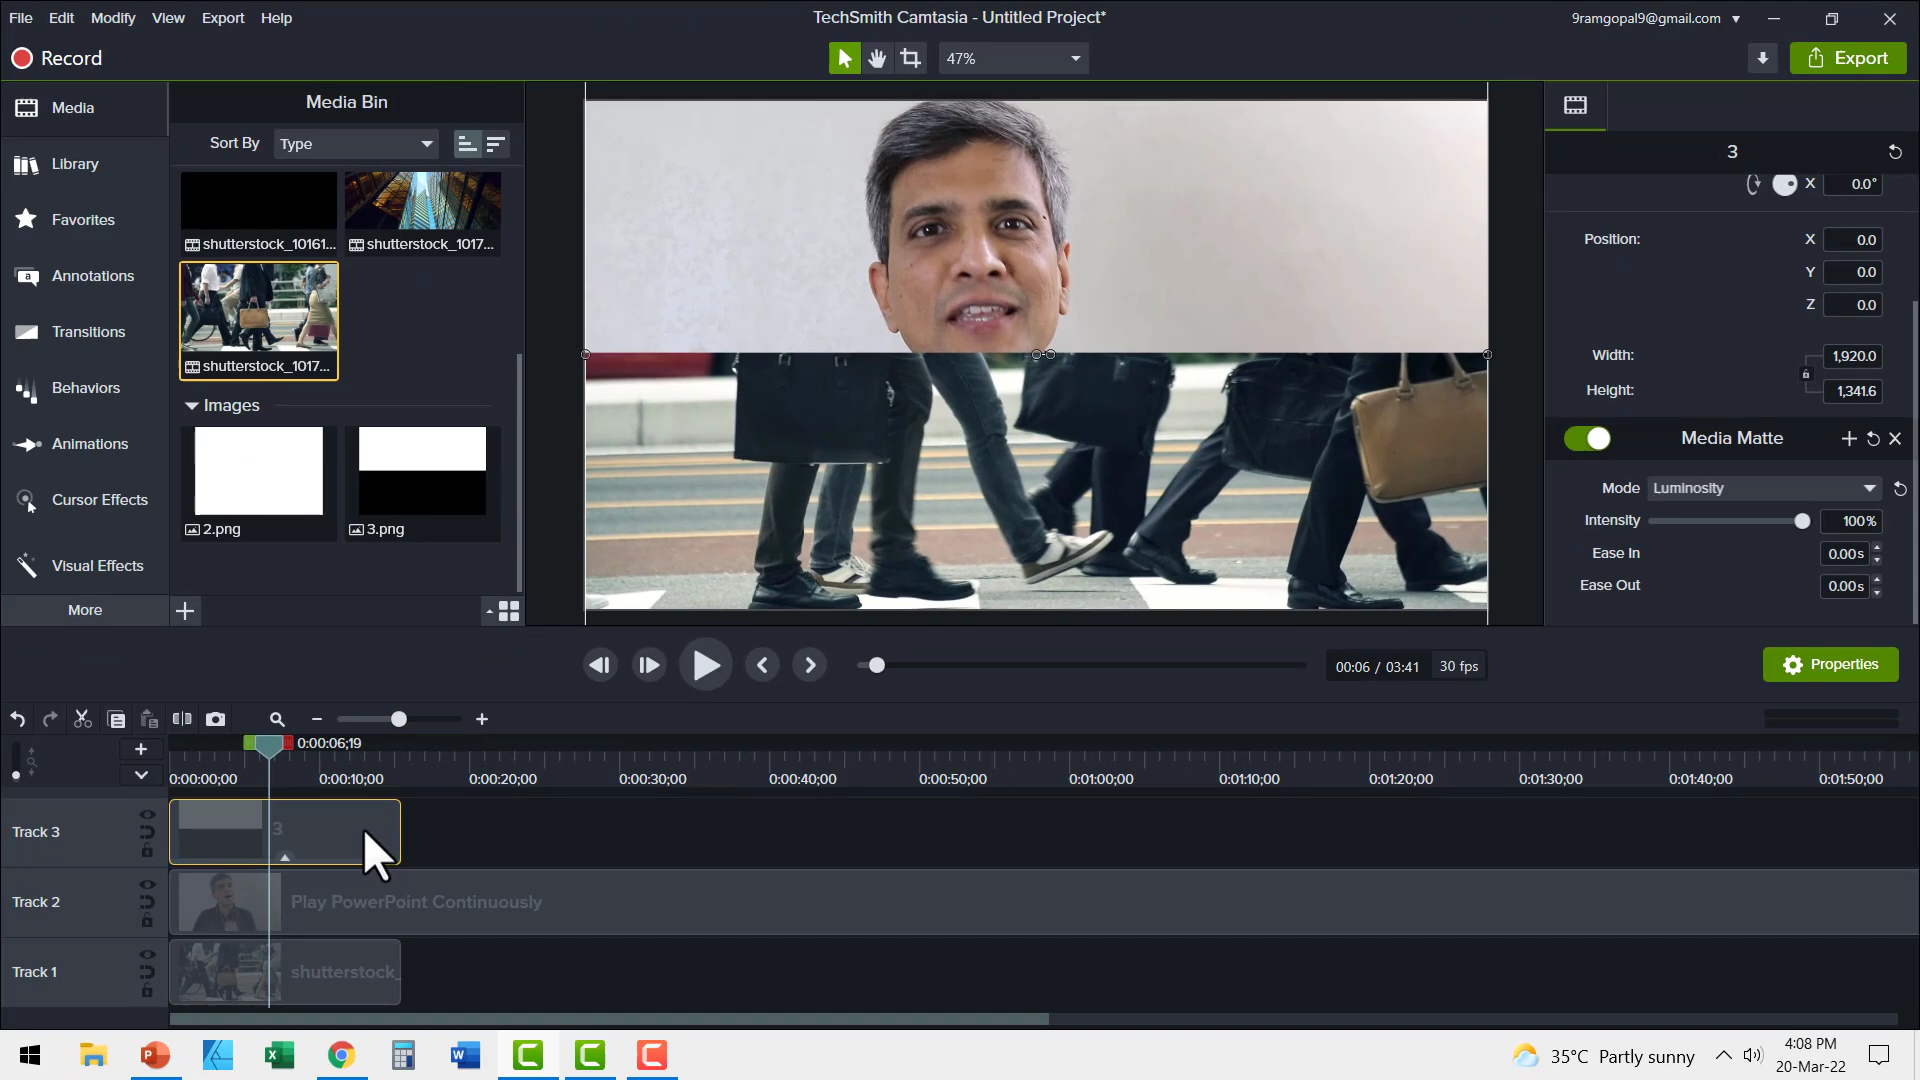 File Edit Modify View Export Help
TechSmith Camtasia - Untitled Project*
9ramgopal9@gmail.com
Record
47%
Export
Media
Library
Favorites
Annotations
Transitions
Behaviors
Animations
Cursor Effects
Visual Effects
More
Media Bin
Sort By Type
shutterstock_10161... shutterstock_1017...
shutterstock_1017...
Images
2.png 3.png
3
X 0.0°
Position: X 0.0
Y 0.0
Z 0.0
Width: 1,920.0
Height: 1,341.6
Media Matte
Mode Luminosity
Intensity 100%
Ease In 0.00s
Ease Out 0.00s
00:06 / 03:41 30 fps
Properties
0:00:06;19
0:00:00;00 0:00:10;00 0:00:20;00 0:00:30;00 0:00:40;00 0:00:50;00 0:01:00;00 0:01:10;00 0:01:20;00 0:01:30;00 0:01:40;00 0:01:50;00
Track 3 3
Track 2 Play PowerPoint Continuously
Track 1 shutterstock_
35°C Partly sunny
4:08 PM
20-Mar-22